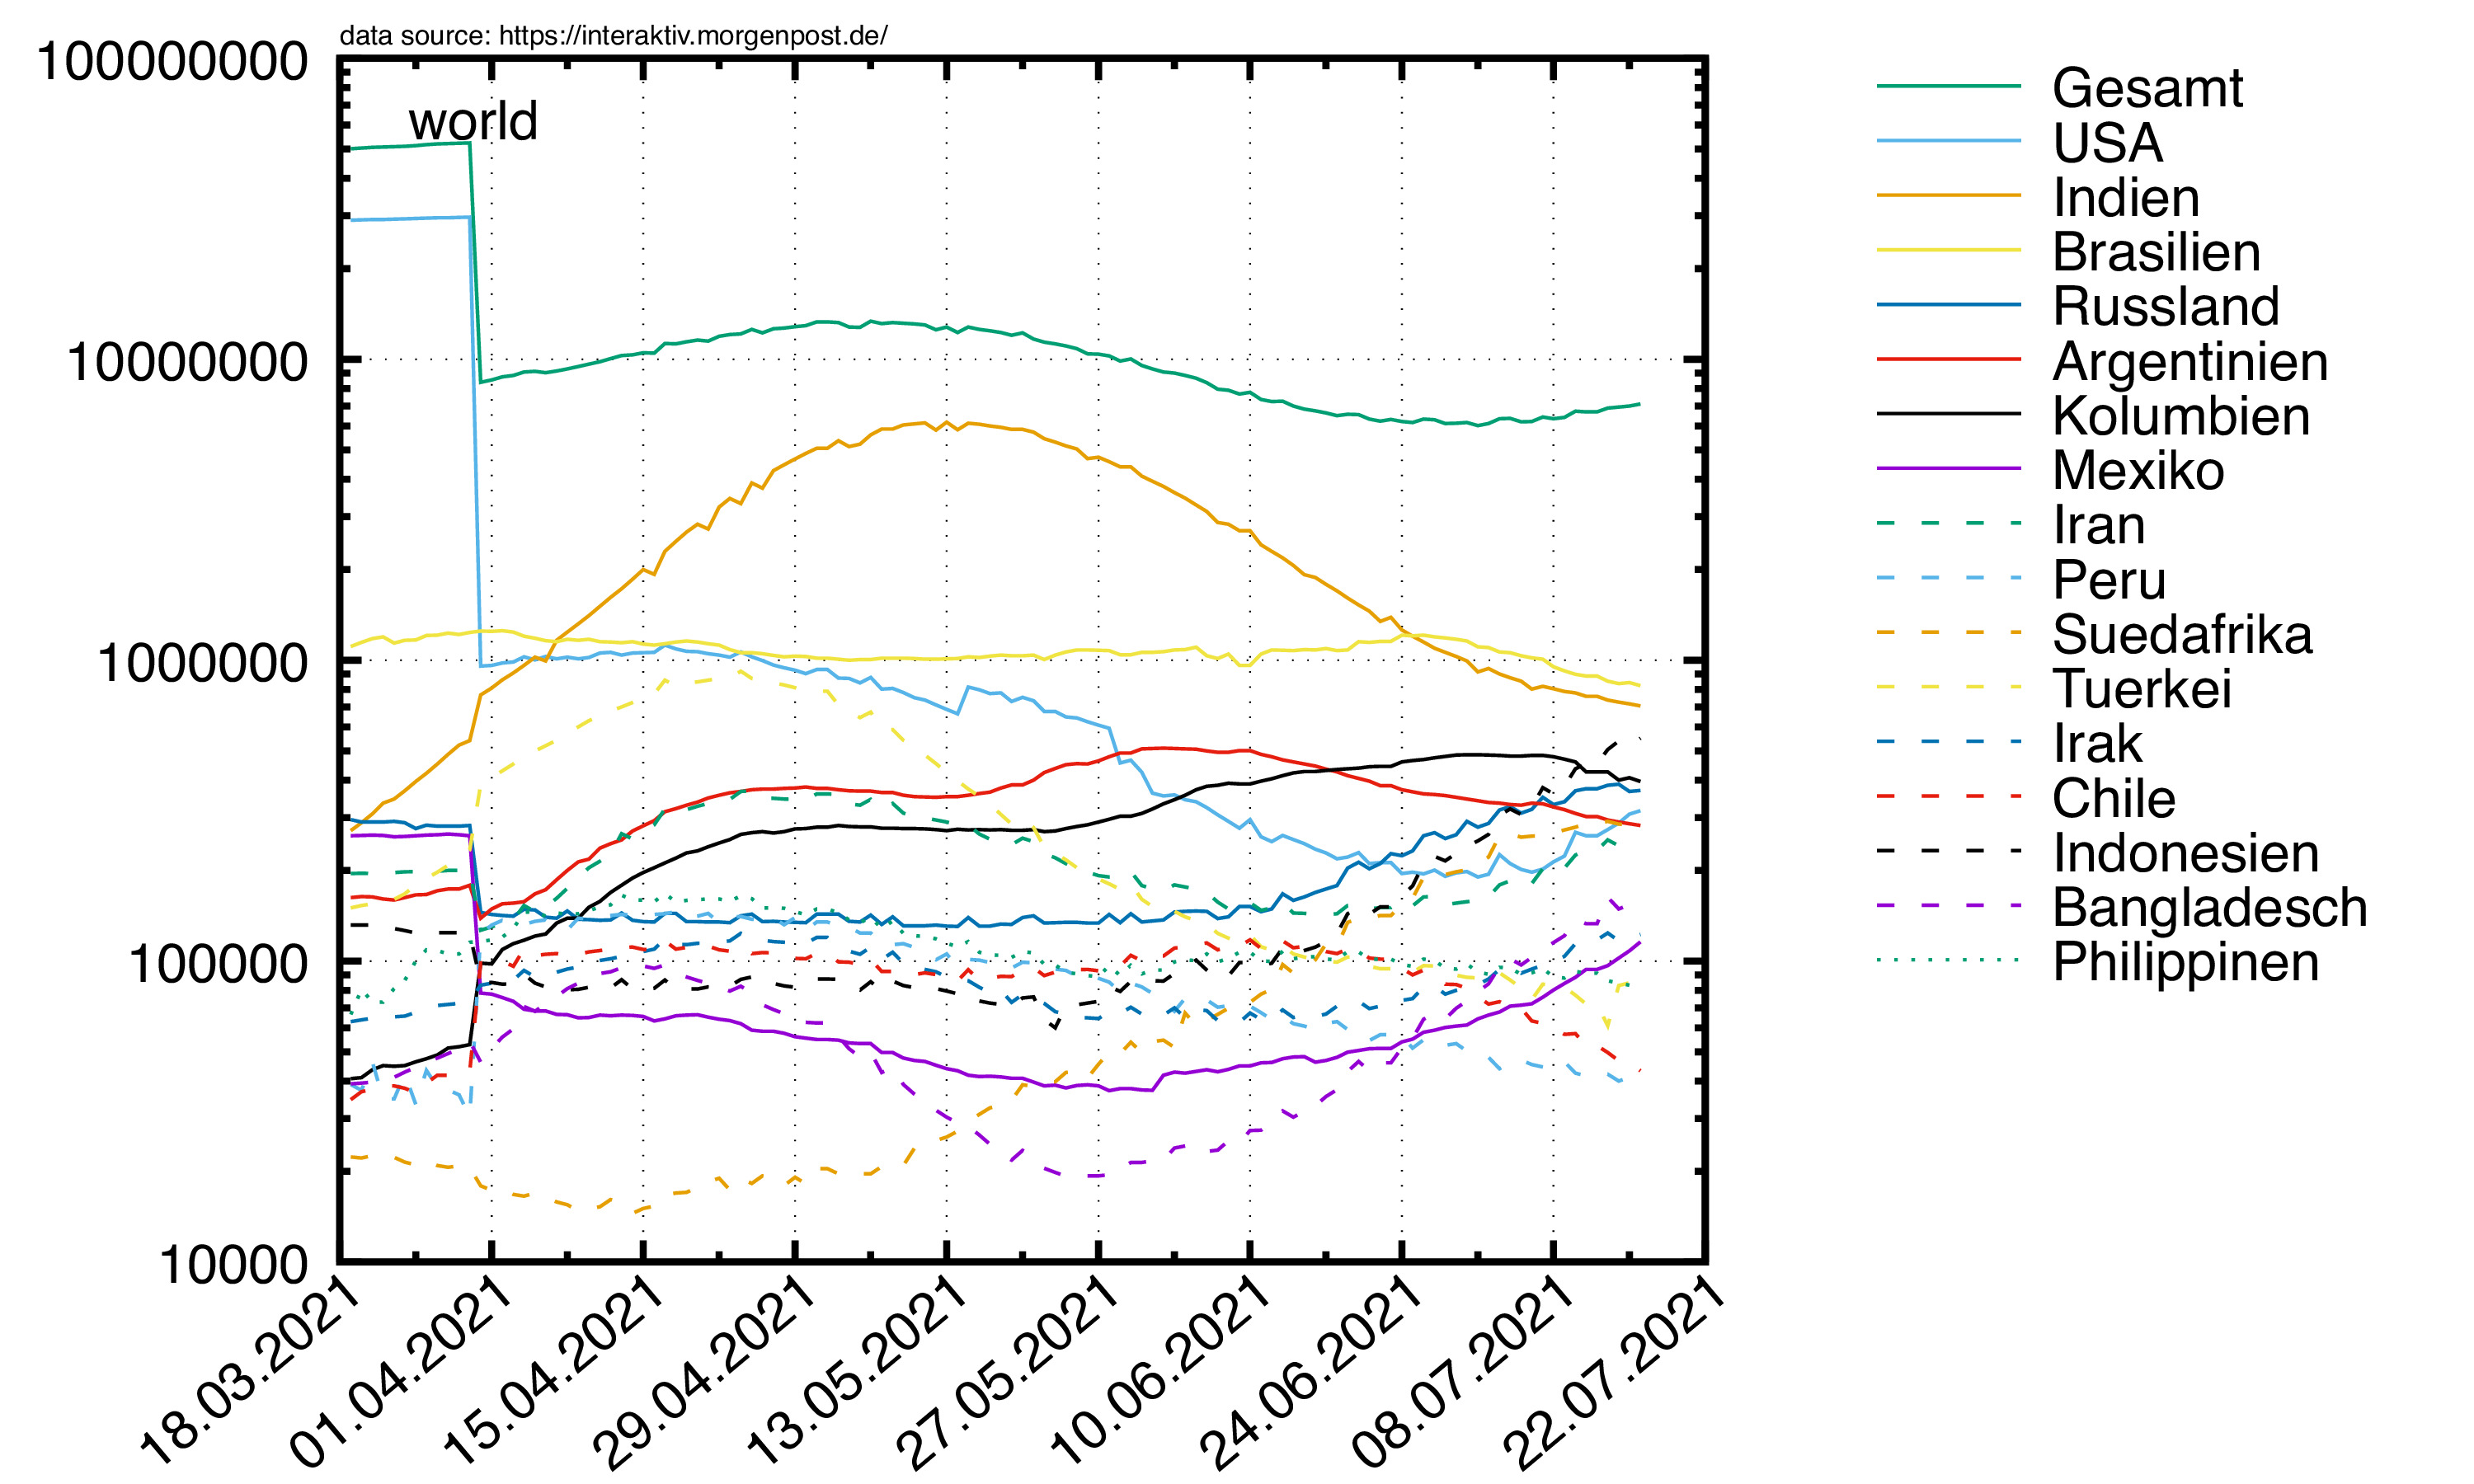 data source: https://interaktiv.morgenpost.de/
100000000
10000000
1000000
100000
10000
world
18.03.2021
01.04.2021
15.04.2021
29.04.2021
13.05.2021
27.05.2021
10.06.2021
24.06.2021
08.07.2021
22.07.2021
Gesamt
USA
Indien
Brasilien
Russland
Argentinien
Kolumbien
Mexiko
Iran
Peru
Suedafrika
Tuerkei
Irak
Chile
Indonesien
Bangladesch
Philippinen